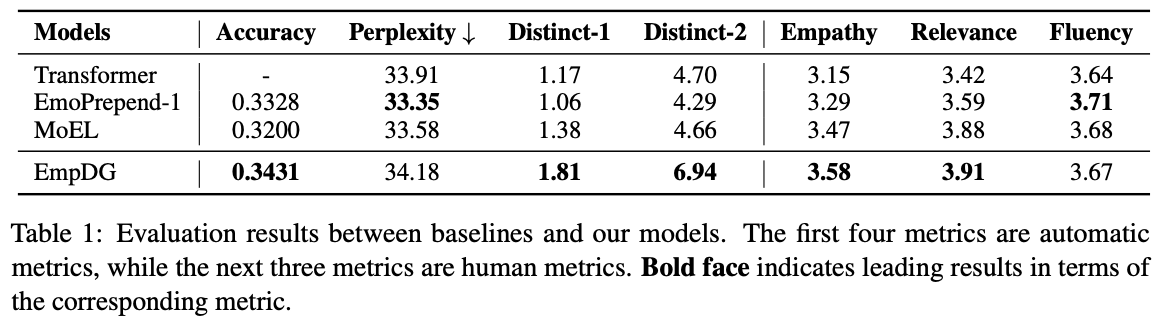 Models Accuracy Perplexity ↓ Distinct-1 Distinct-2 Empathy Relevance Fluency
Transformer - 33.91 1.17 4.70 3.15 3.42 3.64
EmoPrepend-1 0.3328 33.35 1.06 4.29 3.29 3.59 3.71
MoEL 0.3200 33.58 1.38 4.66 3.47 3.88 3.68
EmpDG 0.3431 34.18 1.81 6.94 3.58 3.91 3.67
Table 1: Evaluation results between baselines and our models. The first four metrics are automatic
metrics, while the next three metrics are human metrics. Bold face indicates leading results in terms of
the corresponding metric.